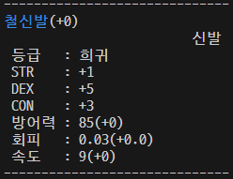 ----------------------------
철신발(+0)
신발
등급 : 희귀
STR : +1
DEX : +5
CON : +3
방어력 : 85(+0)
회피 : 0.03(+0.0)
속도 : 9(+0)
----------------------------